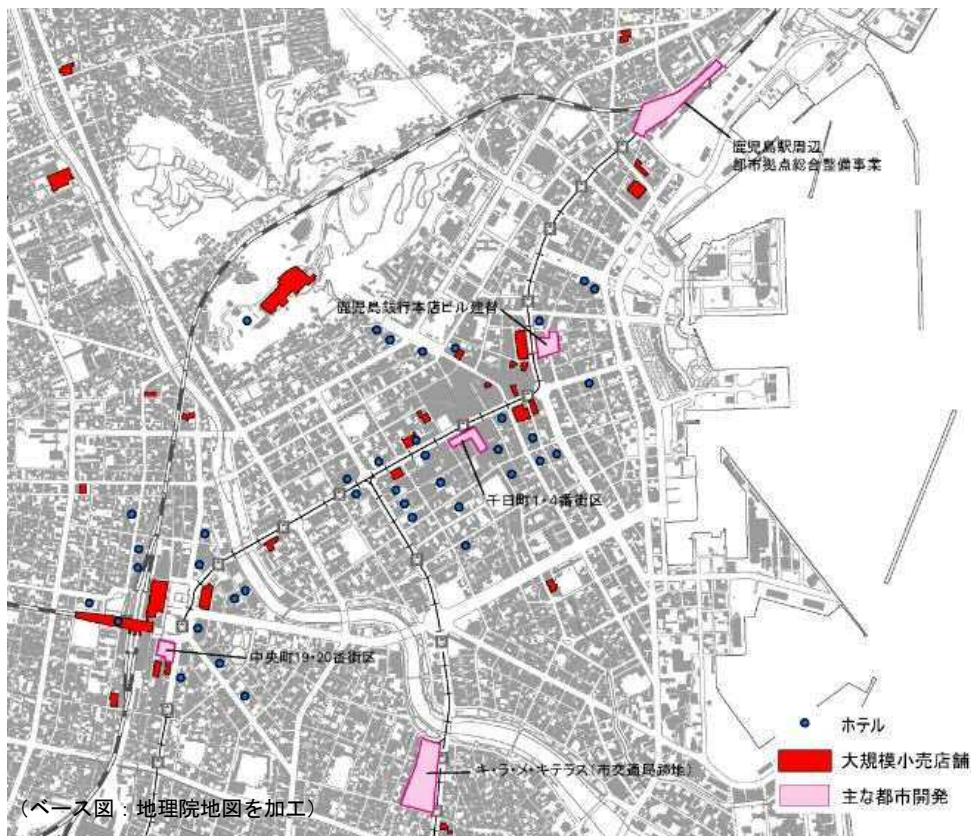 鹿児島駅周辺
都市拠点総合整備事業
鹿児島銀行本店ビル建替
千日町1・4番街区
中央町19・20番街区
キ・ラ・メ・キテラス(市交通局跡地)
ホテル
大規模小売店舗
主な都市開発
(ベース図:地理院地図を加工)